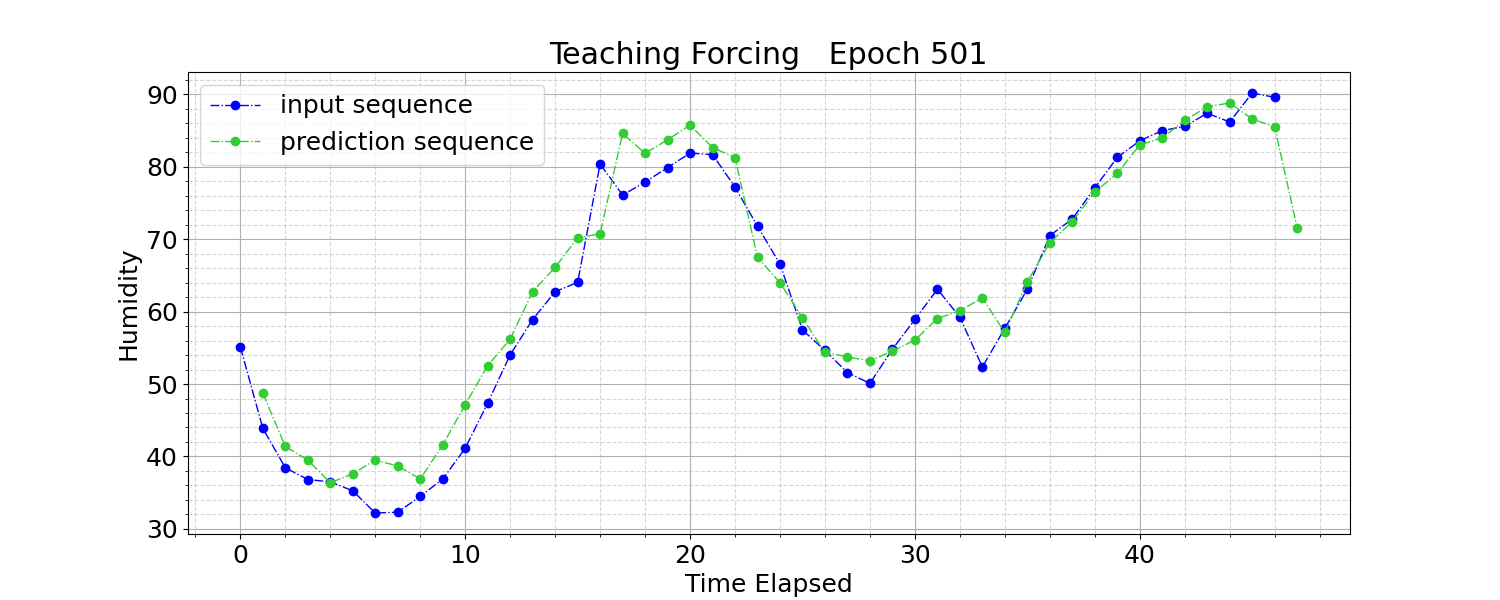 Teaching Forcing   Epoch 501
input sequence
prediction sequence
Humidity
90
80
70
60
50
40
30
0 10 20 30 40
Time Elapsed